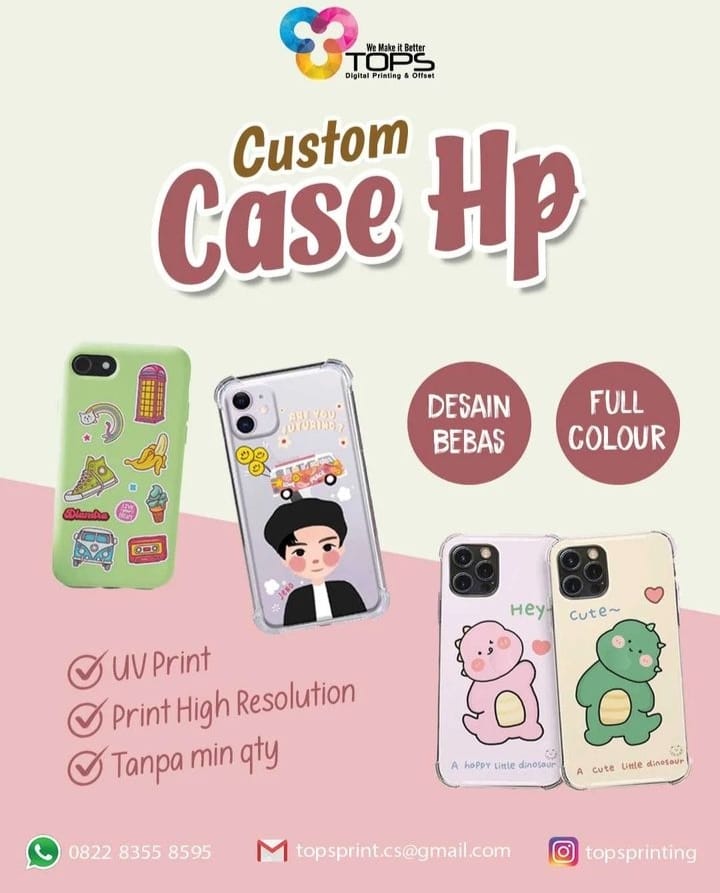 We Make it Better
TOPS
Digital Printing & Offset
Custom
Case Hp
DESAIN
BEBAS
FULL
COLOUR
ARE YOU
Hey~
Cute~
A happy little dinosaur
A cute little dinosaur
UV Print
Print High Resolution
Tanpa min qty
0822 8355 8595
topsprint.cs@gmail.com
topsprinting